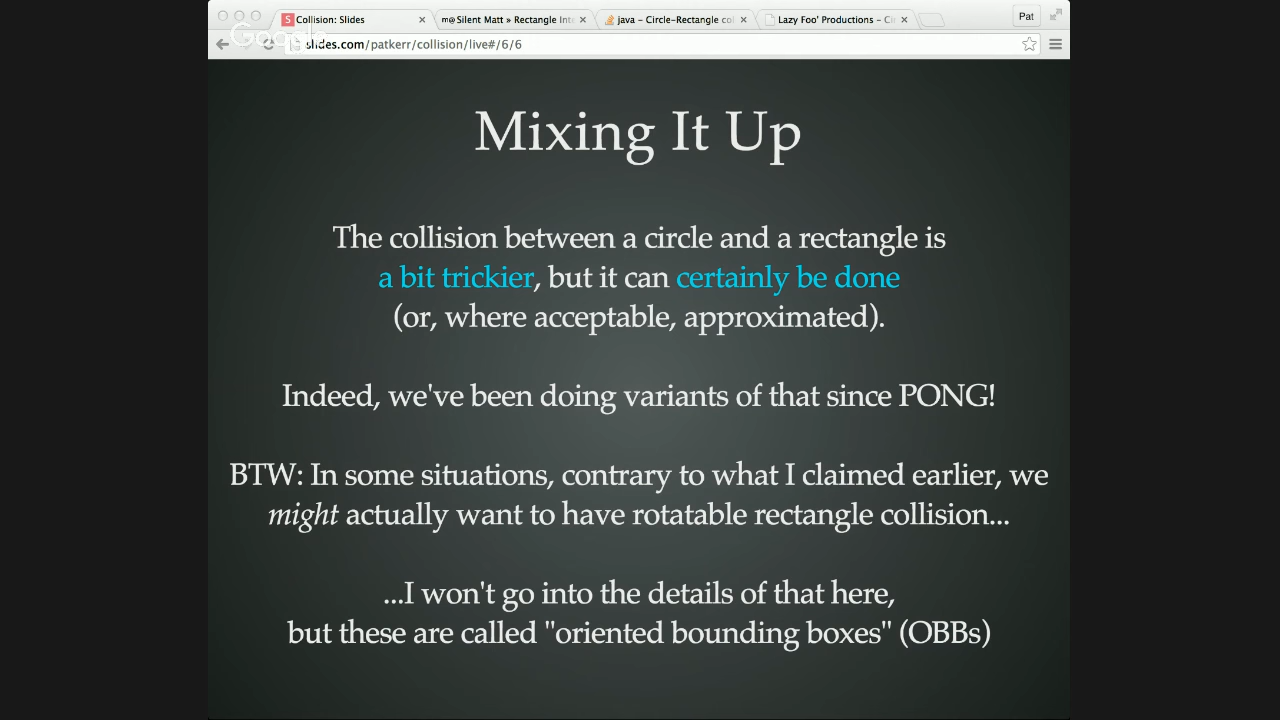 Collision: Slides
m@ Silent Matt » Rectangle Inte
java - Circle-Rectangle col
Lazy Foo' Productions - Ci
Pat
Google
slides.com/patkerr/collision/live#/6/6
Mixing It Up
The collision between a circle and a rectangle is
a bit trickier, but it can certainly be done
(or, where acceptable, approximated).
Indeed, we've been doing variants of that since PONG!
BTW: In some situations, contrary to what I claimed earlier, we
might actually want to have rotatable rectangle collision...
...I won't go into the details of that here,
but these are called "oriented bounding boxes" (OBBs)